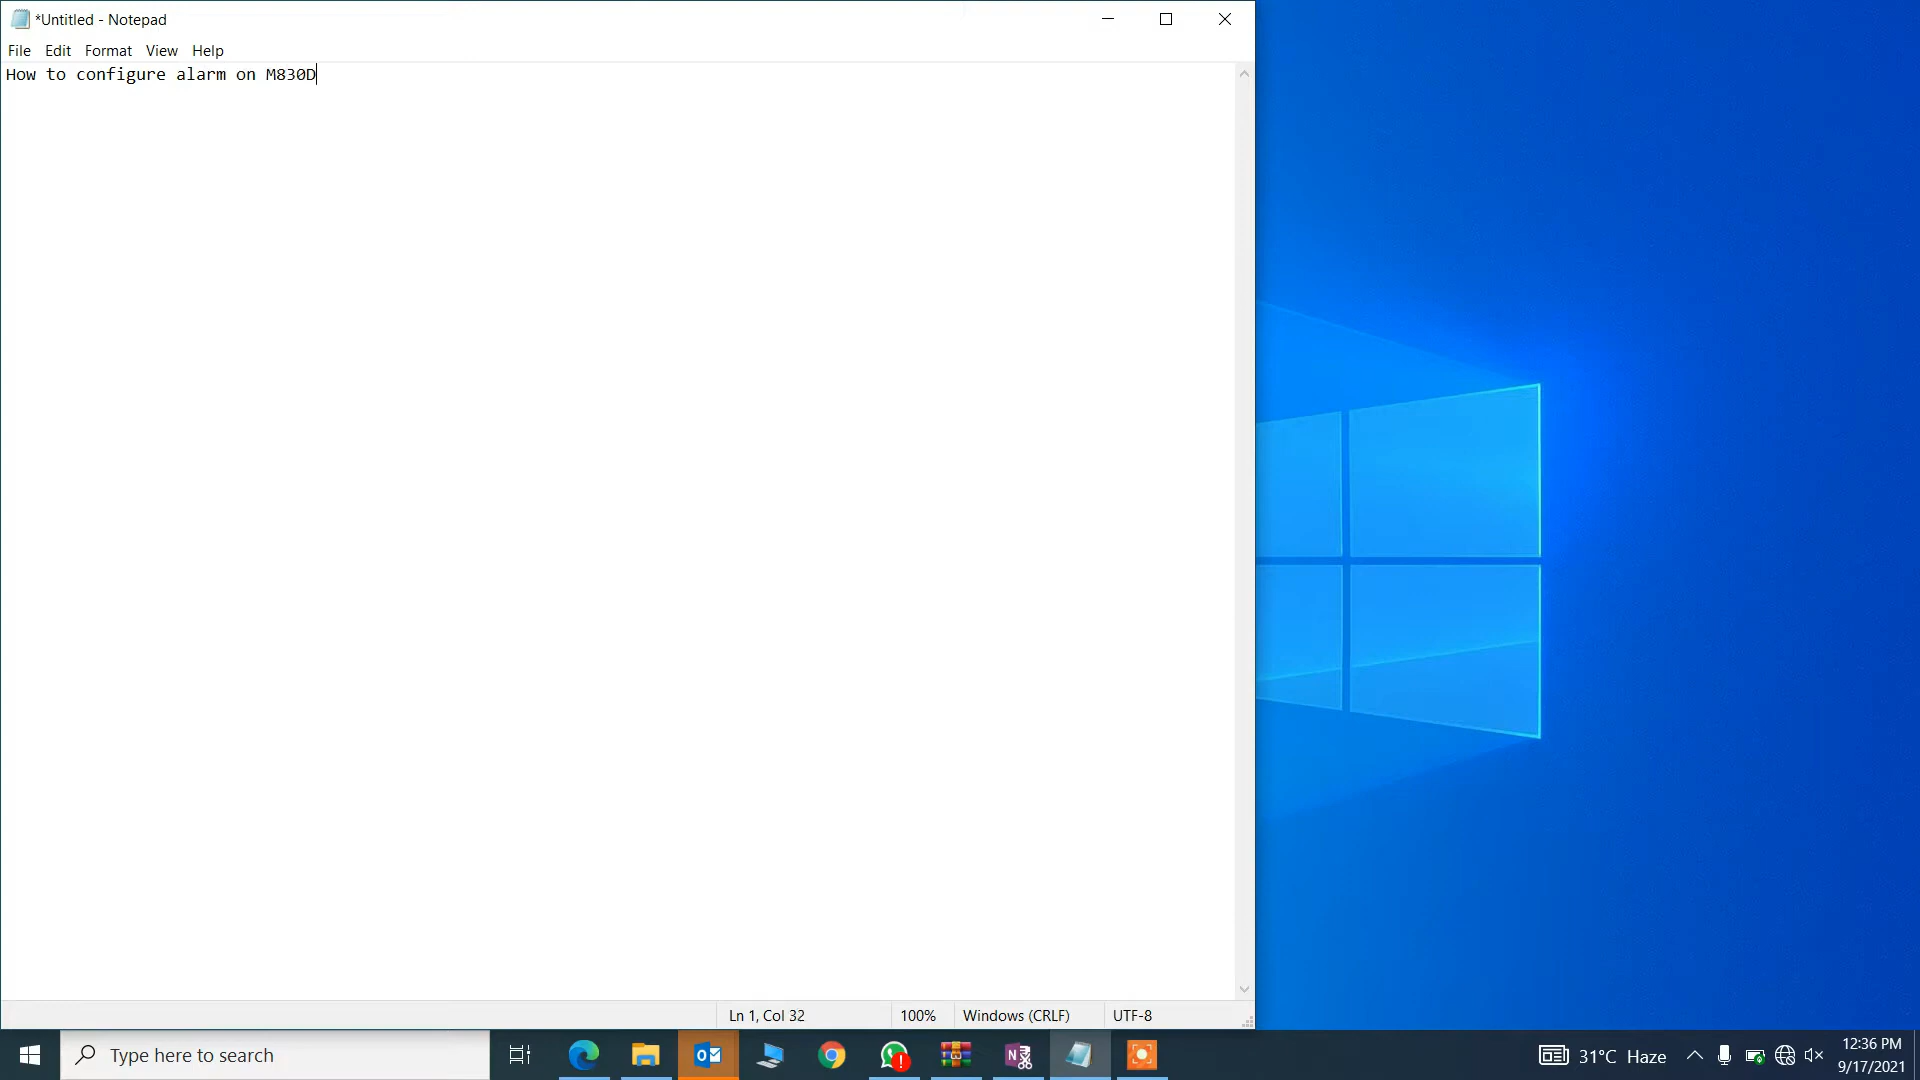 *Untitled - Notepad
File Edit Format View Help
How to configure alarm on M830D
Ln 1, Col 32 100% Windows (CRLF) UTF-8
Type here to search
31°C Haze
12:36 PM
9/17/2021